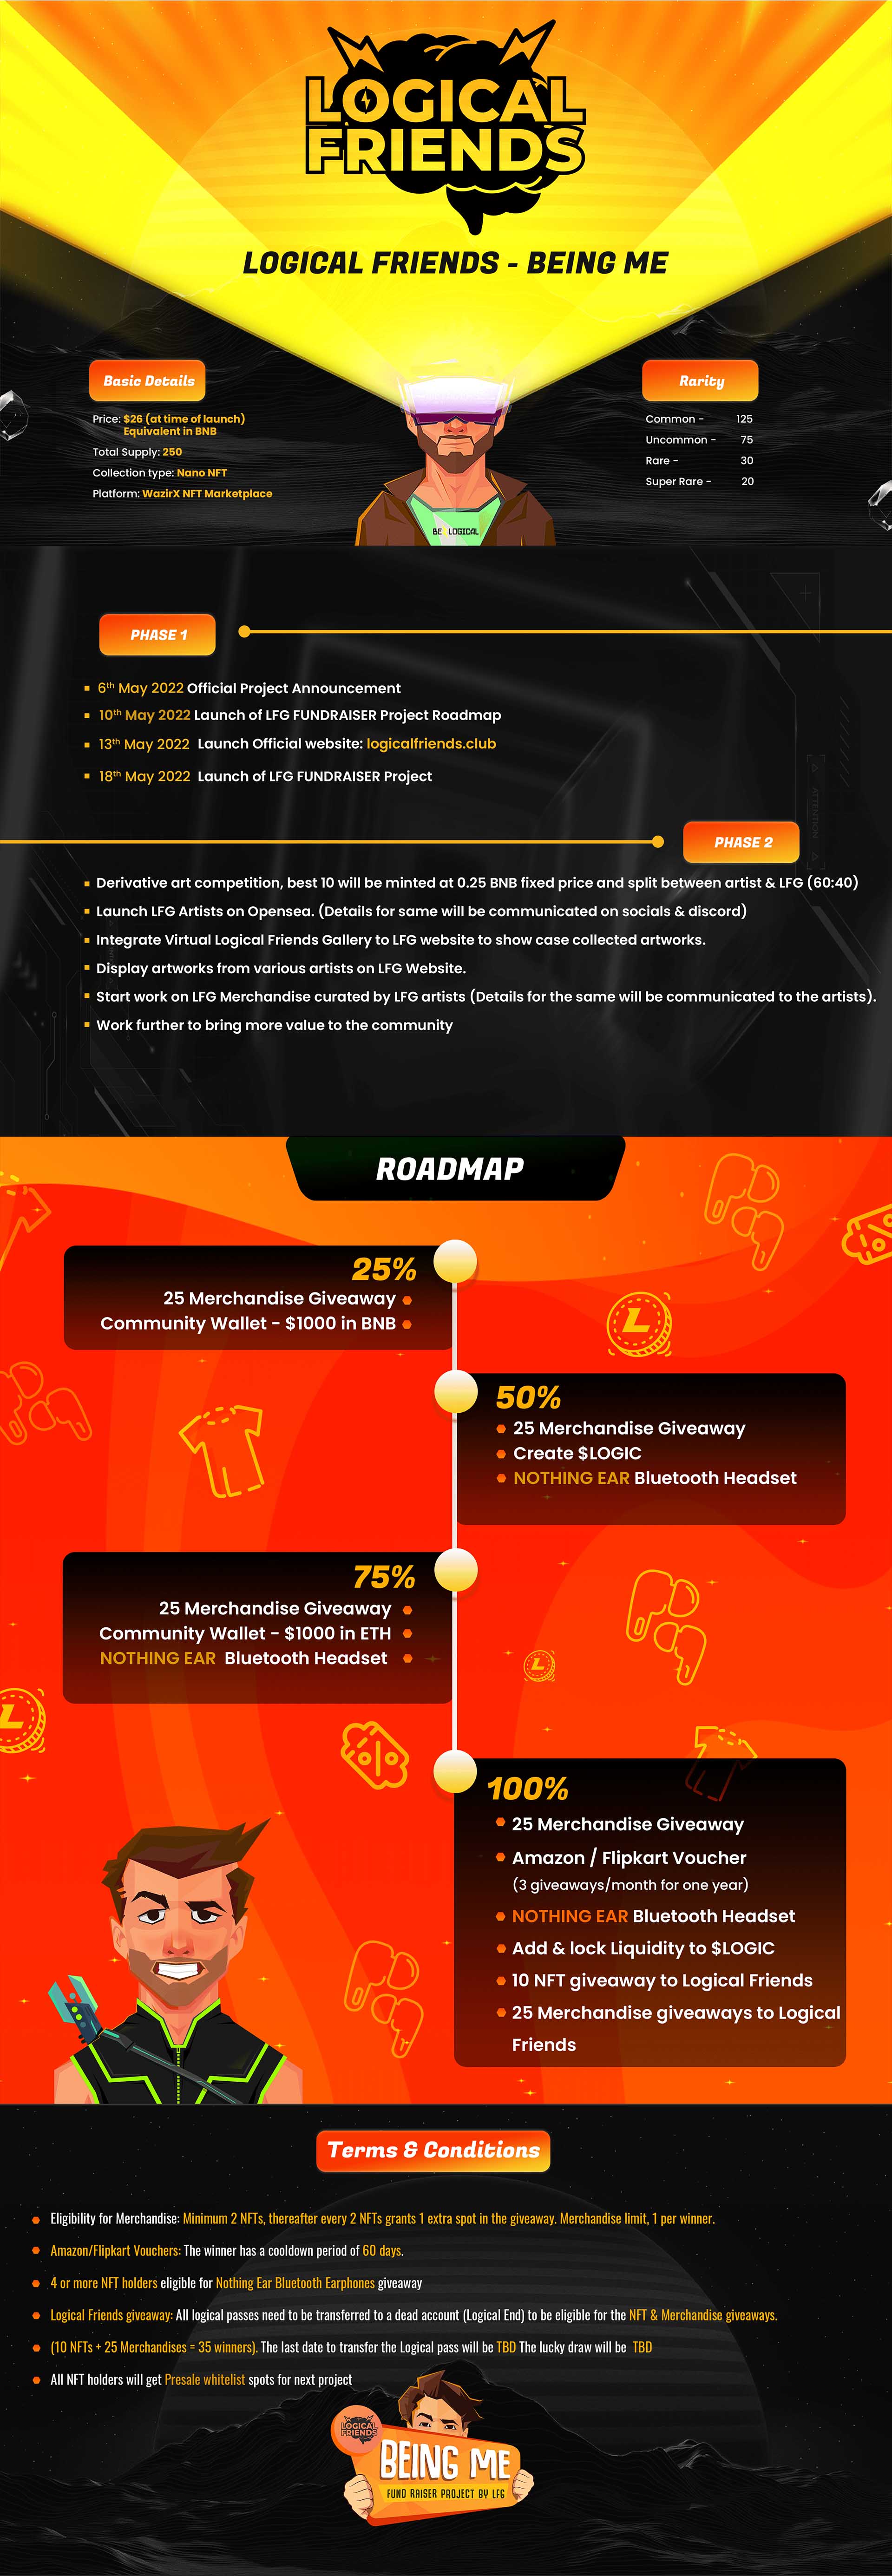 LOGICAL
FRIENDS
LOGICAL FRIENDS - BEING ME
Basic Details
Price: $26 (at time of launch)
Equivalent in BNB
Total Supply: 250
Collection type: Nano NFT
Platform: WazirX NFT Marketplace
Rarity
Common - 125
Uncommon - 75
Rare - 30
Super Rare - 20
BE LOGICAL
PHASE 1
6th May 2022 Official Project Announcement
10th May 2022 Launch of LFG FUNDRAISER Project Roadmap
13th May 2022 Launch Official website: logicalfriends.club
18th May 2022 Launch of LFG FUNDRAISER Project
ATTENTION
PHASE 2
Derivative art competition, best 10 will be minted at 0.25 BNB fixed price and split between artist & LFG (60:40)
Launch LFG Artists on Opensea. (Details for same will be communicated on socials & discord)
Integrate Virtual Logical Friends Gallery to LFG website to show case collected artworks.
Display artworks from various artists on LFG Website.
Start work on LFG Merchandise curated by LFG artists (Details for the same will be communicated to the artists).
Work further to bring more value to the community
ROADMAP
25%
25 Merchandise Giveaway
Community Wallet - $1000 in BNB
L
50%
25 Merchandise Giveaway
Create $LOGIC
NOTHING EAR Bluetooth Headset
75%
25 Merchandise Giveaway
Community Wallet - $1000 in ETH
NOTHING EAR Bluetooth Headset
L
L
100%
25 Merchandise Giveaway
Amazon / Flipkart Voucher
(3 giveaways/month for one year)
NOTHING EAR Bluetooth Headset
Add & lock Liquidity to $LOGIC
10 NFT giveaway to Logical Friends
25 Merchandise giveaways to Logical
Friends
Terms & Conditions
Eligibility for Merchandise: Minimum 2 NFTs, thereafter every 2 NFTs grants 1 extra spot in the giveaway. Merchandise limit, 1 per winner.
Amazon/Flipkart Vouchers: The winner has a cooldown period of 60 days.
4 or more NFT holders eligible for Nothing Ear Bluetooth Earphones giveaway
Logical Friends giveaway: All logical passes need to be transferred to a dead account (Logical End) to be eligible for the NFT & Merchandise giveaways.
(10 NFTs + 25 Merchandises = 35 winners). The last date to transfer the Logical pass will be TBD The lucky draw will be TBD
All NFT holders will get Presale whitelist spots for next project
LOGICAL
FRIENDS
BEING ME
FUND RAISER PROJECT BY LFG